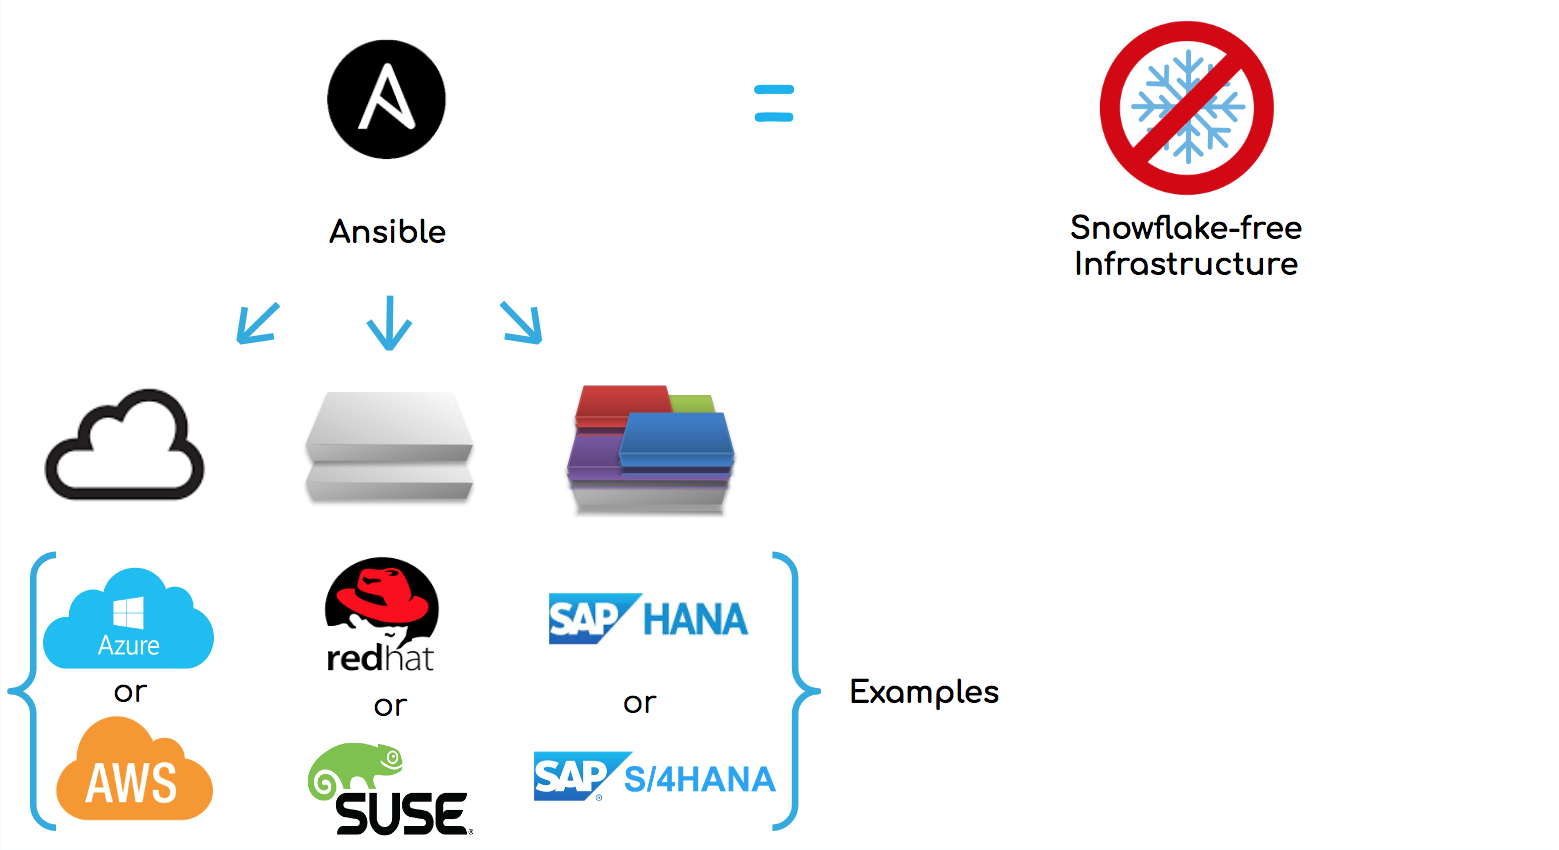 Ansible
=
Snowflake-free
Infrastructure
Azure
or
AWS
redhat
or
SUSE®
SAP HANA
or
SAP® S/4HANA
Examples